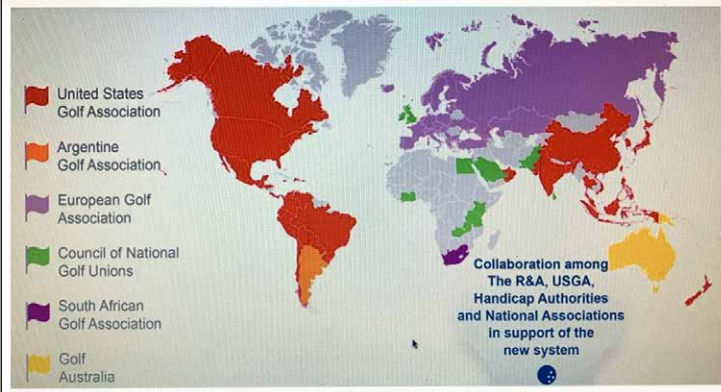 United States
Golf Association
Argentine
Golf Association
European Golf
Association
Council of National
Golf Unions
South African
Golf Association
Golf
Australia
Collaboration among
The R&A, USGA,
Handicap Authorities
and National Associations
in support of the
new system